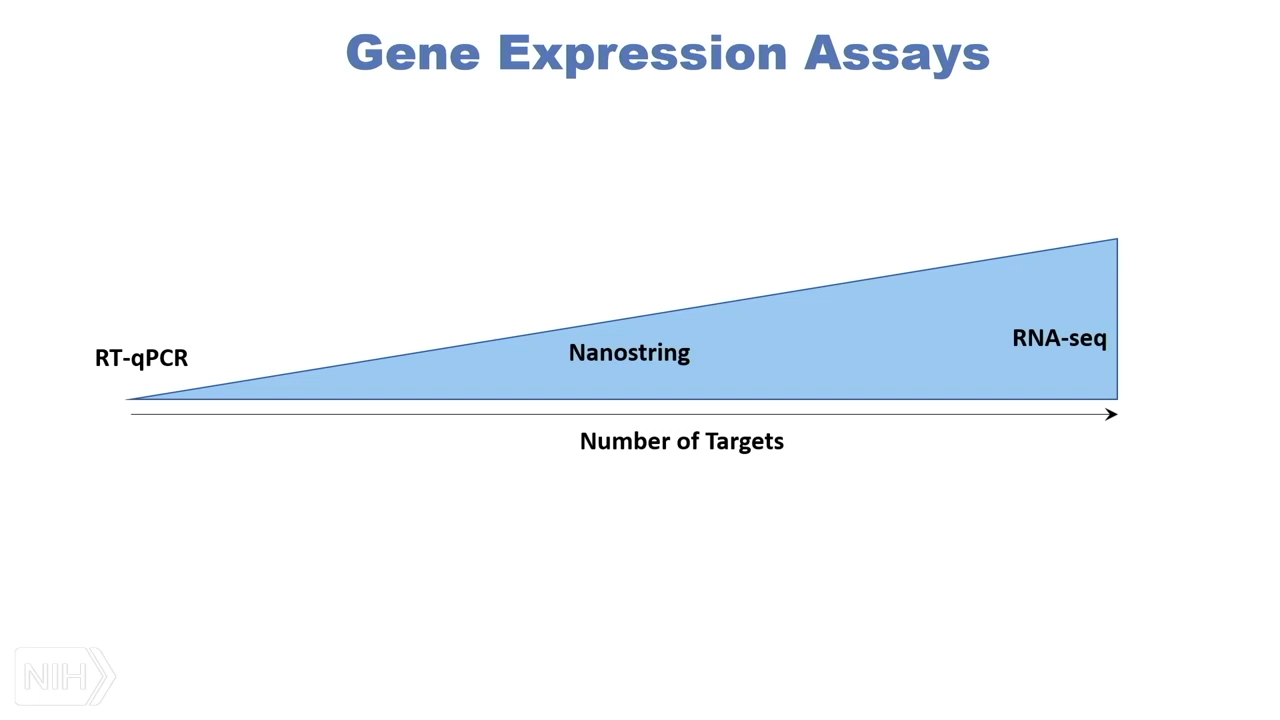 Gene Expression Assays
RT-qPCR
Nanostring
RNA-seq
Number of Targets
NIH